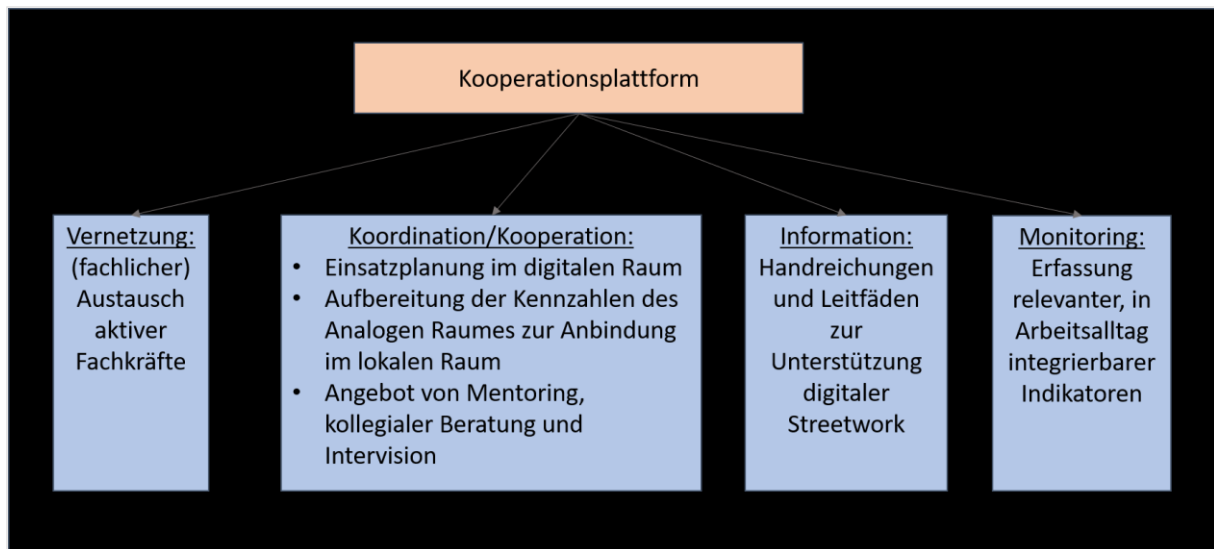 Kooperationsplattform
Vernetzung:
(fachlicher)
Austausch
aktiver
Fachkräfte
Koordination/Kooperation:
• Einsatzplanung im digitalen Raum
• Aufbereitung der Kennzahlen des
Analogen Raumes zur Anbindung
im lokalen Raum
• Angebot von Mentoring,
kollegialer Beratung und
Intervision
Information:
Handreichungen
und Leitfäden
zur
Unterstützung
digitaler
Streetwork
Monitoring:
Erfassung
relevanter, in
Arbeitsalltag
integrierbarer
Indikatoren